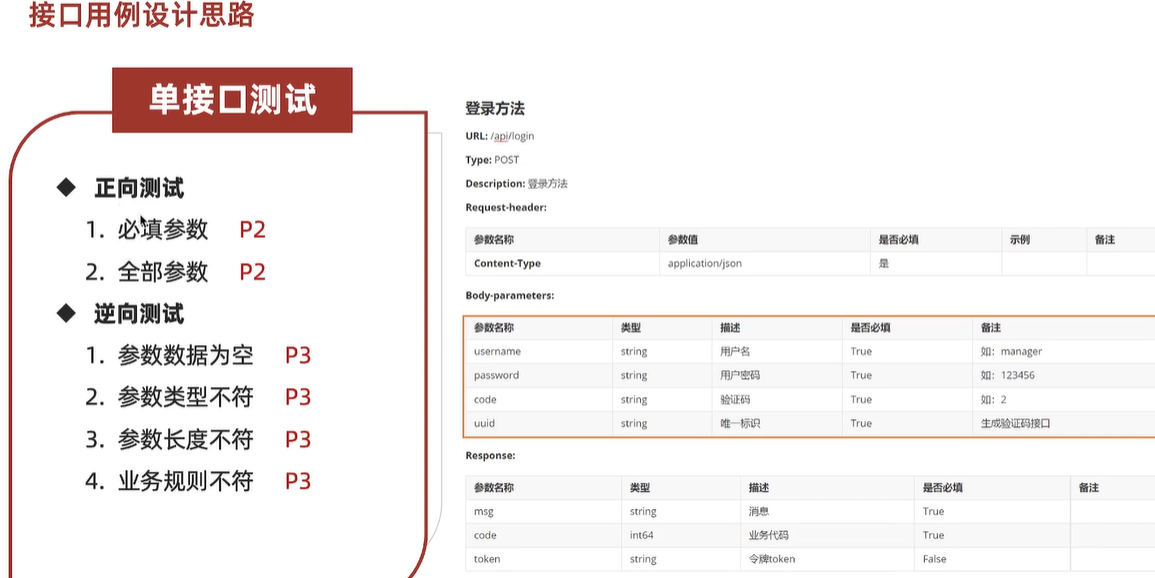 接口用例设计思路
单接口测试
◆ 正向测试
1. 必填参数 P2
2. 全部参数 P2
◆ 逆向测试
1. 参数数据为空 P3
2. 参数类型不符 P3
3. 参数长度不符 P3
4. 业务规则不符 P3
登录方法
URL: /api/login
Type: POST
Description: 登录方法
Request-header:
参数名称 参数值 是否必填 示例 备注
Content-Type application/json 是
Body-parameters:
参数名称 类型 描述 是否必填 备注
username string 用户名 True 如: manager
password string 用户密码 True 如: 123456
code string 验证码 True 如: 2
uuid string 唯一标识 True 生成验证码接口
Response:
参数名称 类型 描述 是否必填 备注
msg string 消息 True
code int64 业务代码 True
token string 令牌token False